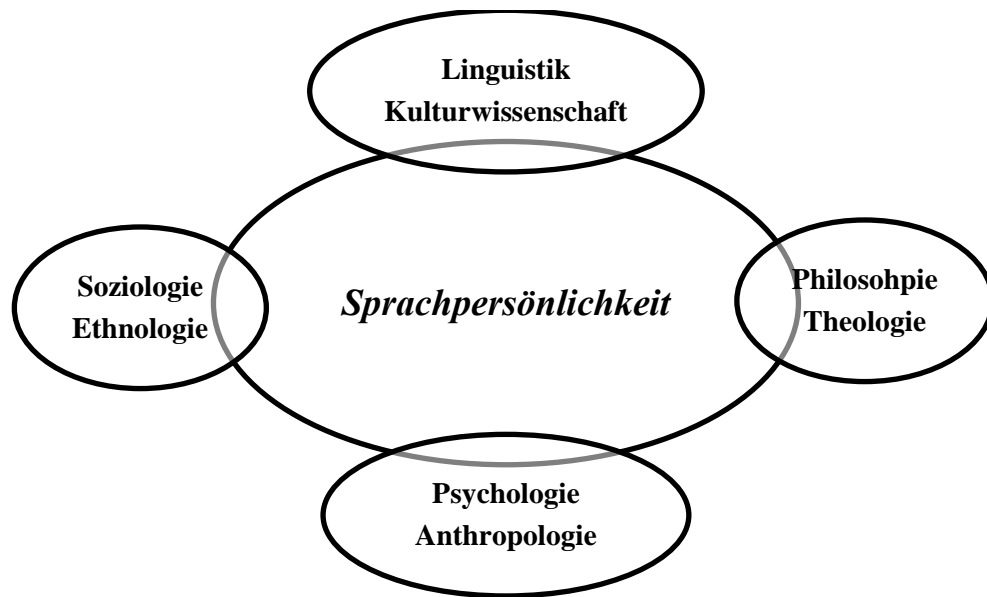 Linguistik
Kulturwissenschaft
Soziologie
Ethnologie
Sprachpersönlichkeit
Philosohpie
Theologie
Psychologie
Anthropologie